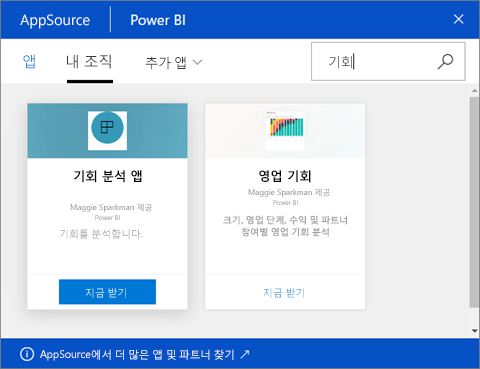 AppSource Power BI
앱 내 조직 추가 앱 기회
기회 분석 앱
Maggie Sparkman 제공
Power BI
기회를 분석합니다.
지금 받기
영업 기회
Maggie Sparkman 제공
Power BI
크기, 영업 단계, 수익 및 파트너
참여별 영업 기회 분석
지금 받기
AppSource에서 더 많은 앱 및 파트너 찾기